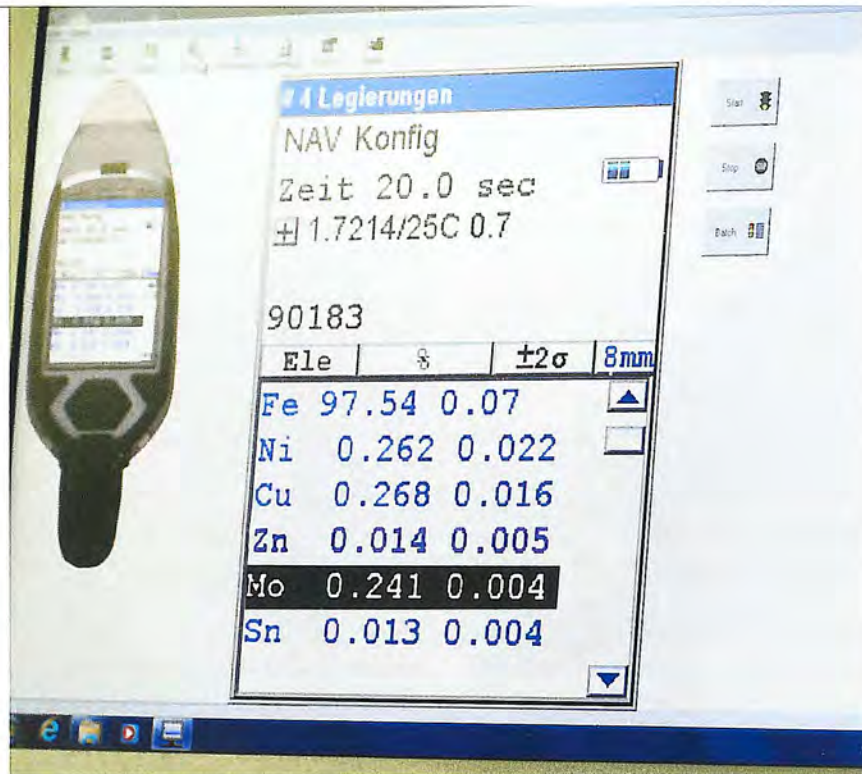 # 4 Legierungen
NAV Konfig
Zeit 20.0 sec
+ 1.7214/25C 0.7
90183
Ele % ±2σ 8mm
Fe 97.54 0.07
Ni 0.262 0.022
Cu 0.268 0.016
Zn 0.014 0.005
Mo 0.241 0.004
Sn 0.013 0.004
Start
Stop
Batch